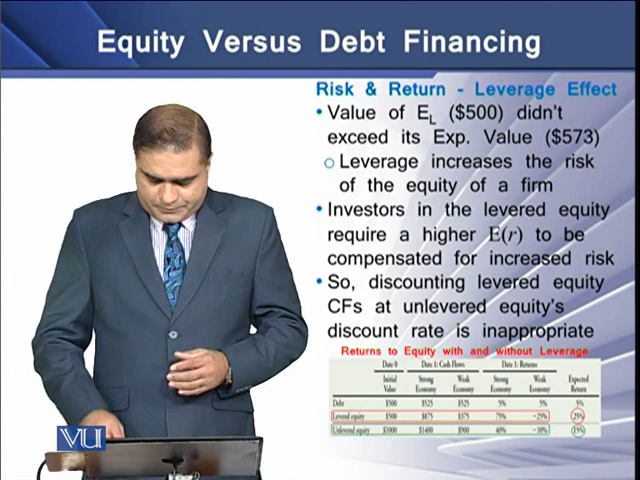 Equity Versus Debt Financing
Risk & Return - Leverage Effect
• Value of EL ($500) didn't
exceed its Exp. Value ($573)
o Leverage increases the risk
of the equity of a firm
• Investors in the levered equity
require a higher E(r) to be
compensated for increased risk
• So, discounting levered equity
CFs at unlevered equity's
discount rate is inappropriate
Returns to Equity with and without Leverage
Date 0 Date 1: Cash Flows Date 1: Returns
Initial Strong Weak Strong Weak Expected
Value Economy Economy Economy Economy Return
Debt $500 $525 $525 5% 5% 5%
Levered equity $500 $875 $375 75% −25% 25%
Unlevered equity $1000 $1400 $900 40% −10% 15%
VU